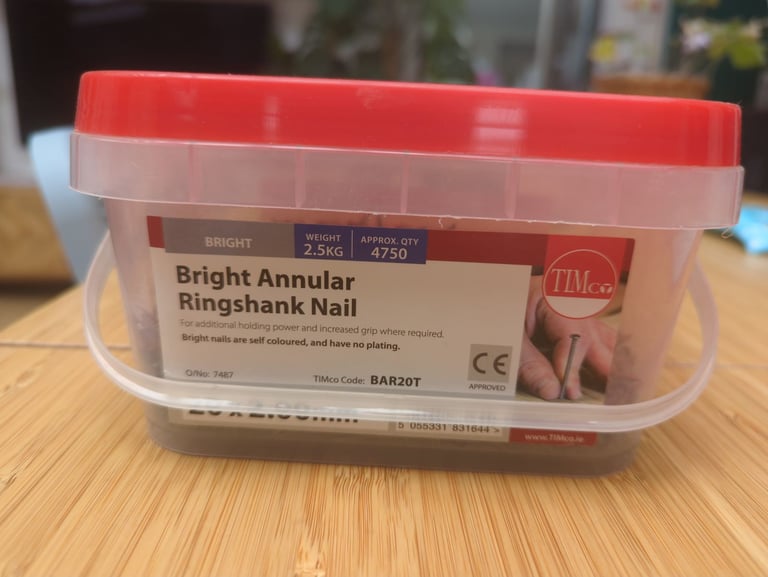 BRIGHT
WEIGHT
2.5KG
APPROX. QTY
4750
Bright Annular
Ringshank Nail
For additional holding power and increased grip where required.
Bright nails are self coloured, and have no plating.
TIMco
CE
APPROVED
O/No: 7487
TIMco Code: BAR20T
5 055331 831644 >
www.TIMco.ie